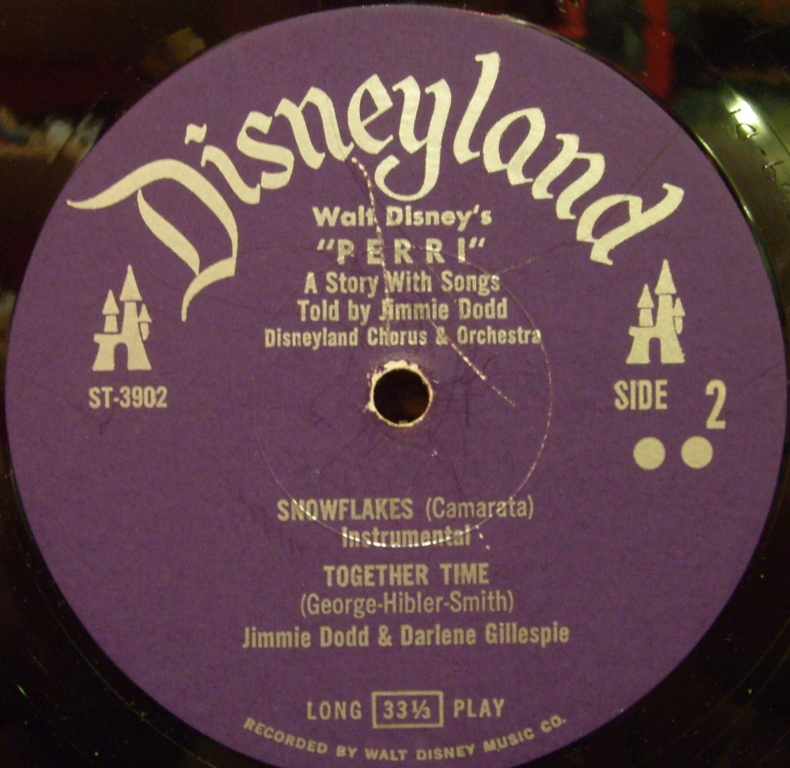 Disneyland
Walt Disney's
"PERRI"
A Story With Songs
Told by Jimmie Dodd
Disneyland Chorus & Orchestra
ST-3902
SIDE 2
SNOWFLAKES (Camarata)
Instrumental
TOGETHER TIME
(George-Hibler-Smith)
Jimmie Dodd & Darlene Gillespie
LONG 33⅓ PLAY
RECORDED BY WALT DISNEY MUSIC CO.